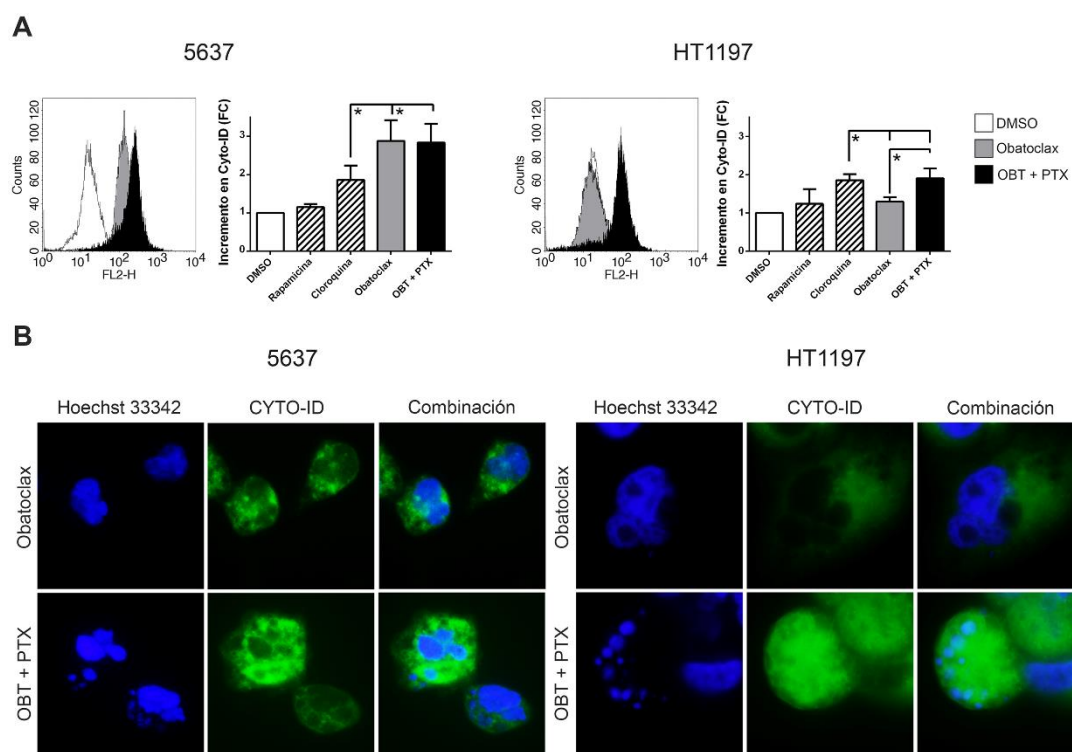 A
5637
HT1197
Counts
120
100
80
60
40
20
0
10⁰
10¹
10²
10³
10⁴
FL2-H
Incremento en Cyto-ID (FC)
3
2
1
0
*
*
DMSO
Rapamicina
Cloroquina
Obatoclax
OBT + PTX
Counts
120
100
80
60
40
20
0
10⁰
10¹
10²
10³
10⁴
FL2-H
Incremento en Cyto-ID (FC)
3
2
1
0
*
*
DMSO
Rapamicina
Cloroquina
Obatoclax
OBT + PTX
DMSO
Obatoclax
OBT + PTX
B
5637
HT1197
Hoechst 33342
CYTO-ID
Combinación
Hoechst 33342
CYTO-ID
Combinación
Obatoclax
Obatoclax
OBT + PTX
OBT + PTX